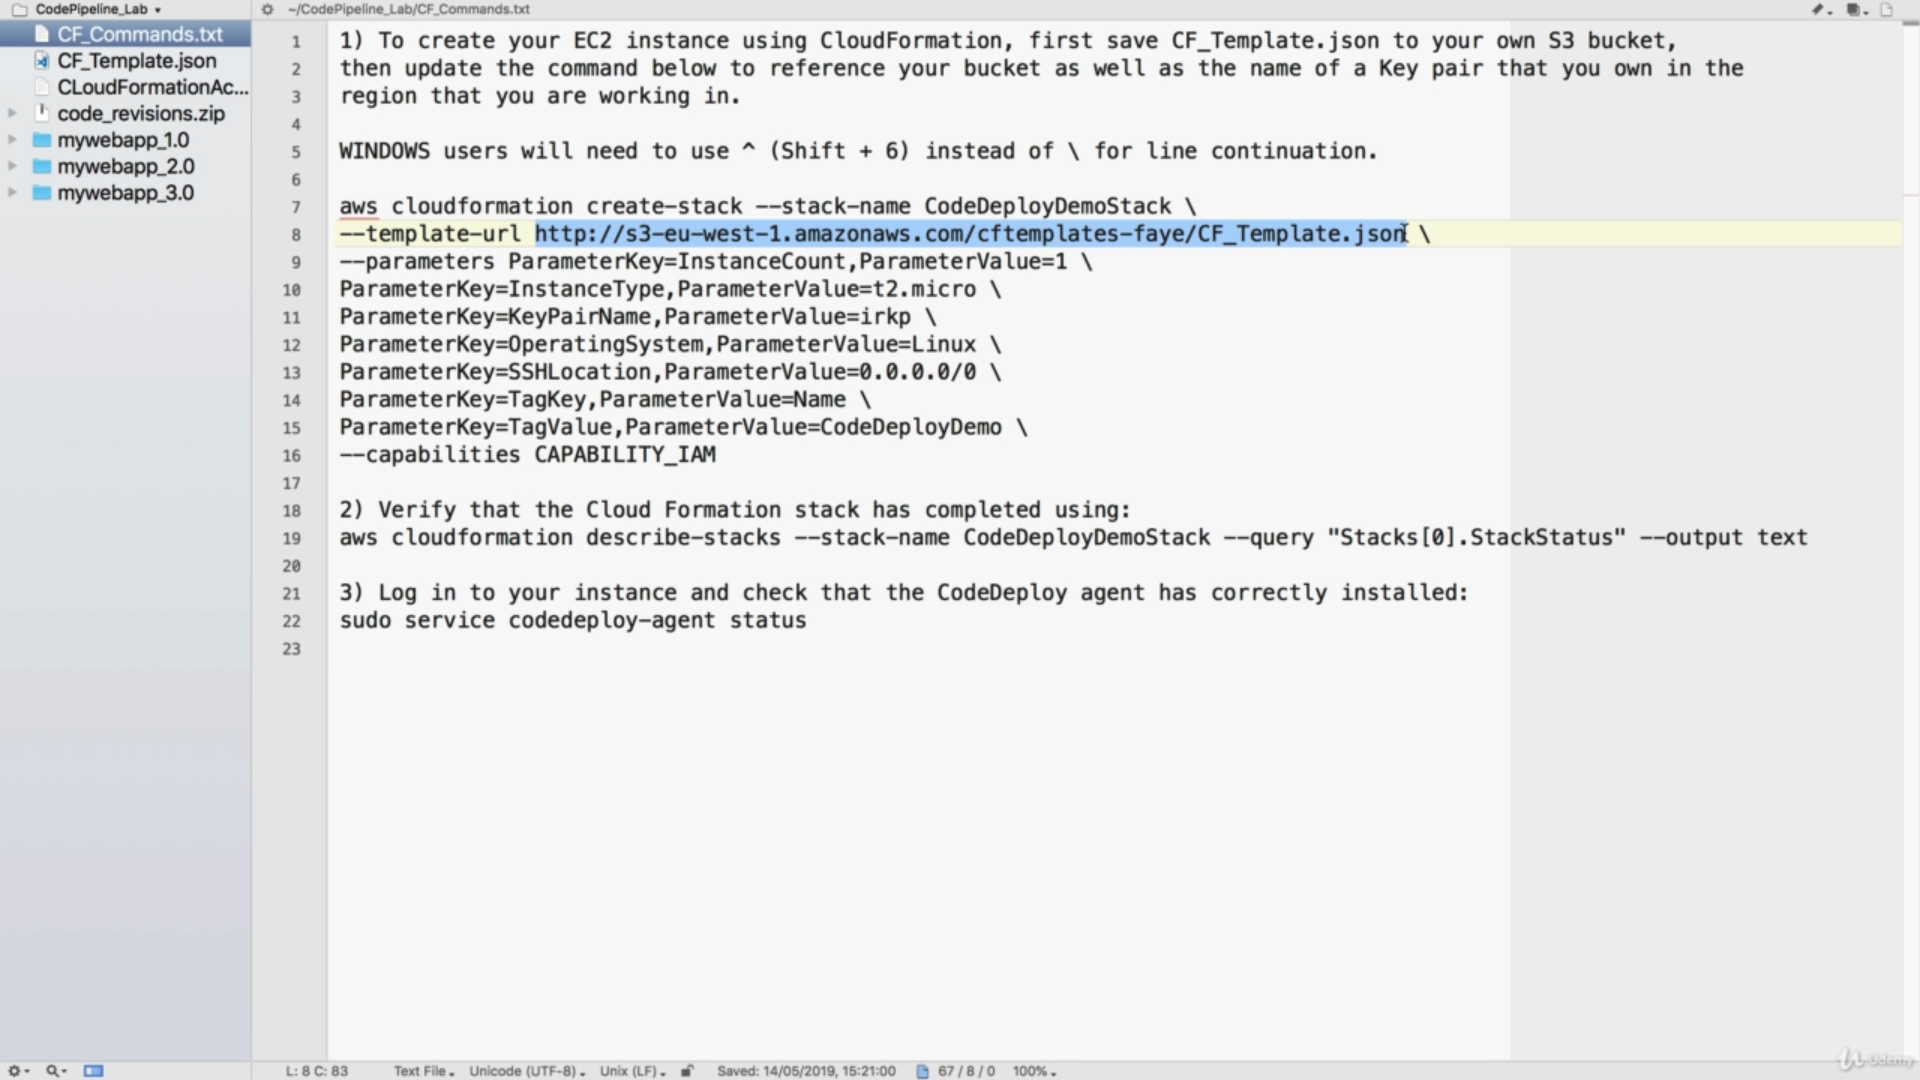 CodePipeline_Lab
~/CodePipeline_Lab/CF_Commands.txt
CF_Commands.txt
CF_Template.json
CLoudFormationAc...
code_revisions.zip
mywebapp_1.0
mywebapp_2.0
mywebapp_3.0
1 1) To create your EC2 instance using CloudFormation, first save CF_Template.json to your own S3 bucket,
2 then update the command below to reference your bucket as well as the name of a Key pair that you own in the
3 region that you are working in.
4
5 WINDOWS users will need to use ^ (Shift + 6) instead of \ for line continuation.
6
7 aws cloudformation create-stack --stack-name CodeDeployDemoStack \
8 --template-url http://s3-eu-west-1.amazonaws.com/cftemplates-faye/CF_Template.json \
9 --parameters ParameterKey=InstanceCount,ParameterValue=1 \
10 ParameterKey=InstanceType,ParameterValue=t2.micro \
11 ParameterKey=KeyPairName,ParameterValue=irkp \
12 ParameterKey=OperatingSystem,ParameterValue=Linux \
13 ParameterKey=SSHLocation,ParameterValue=0.0.0.0/0 \
14 ParameterKey=TagKey,ParameterValue=Name \
15 ParameterKey=TagValue,ParameterValue=CodeDeployDemo \
16 --capabilities CAPABILITY_IAM
17
18 2) Verify that the Cloud Formation stack has completed using:
19 aws cloudformation describe-stacks --stack-name CodeDeployDemoStack --query "Stacks[0].StackStatus" --output text
20
21 3) Log in to your instance and check that the CodeDeploy agent has correctly installed:
22 sudo service codedeploy-agent status
23
L: 8 C: 83 Text File Unicode (UTF-8) Unix (LF) Saved: 14/05/2019, 15:21:00 67 / 8 / 0 100%
Udemy